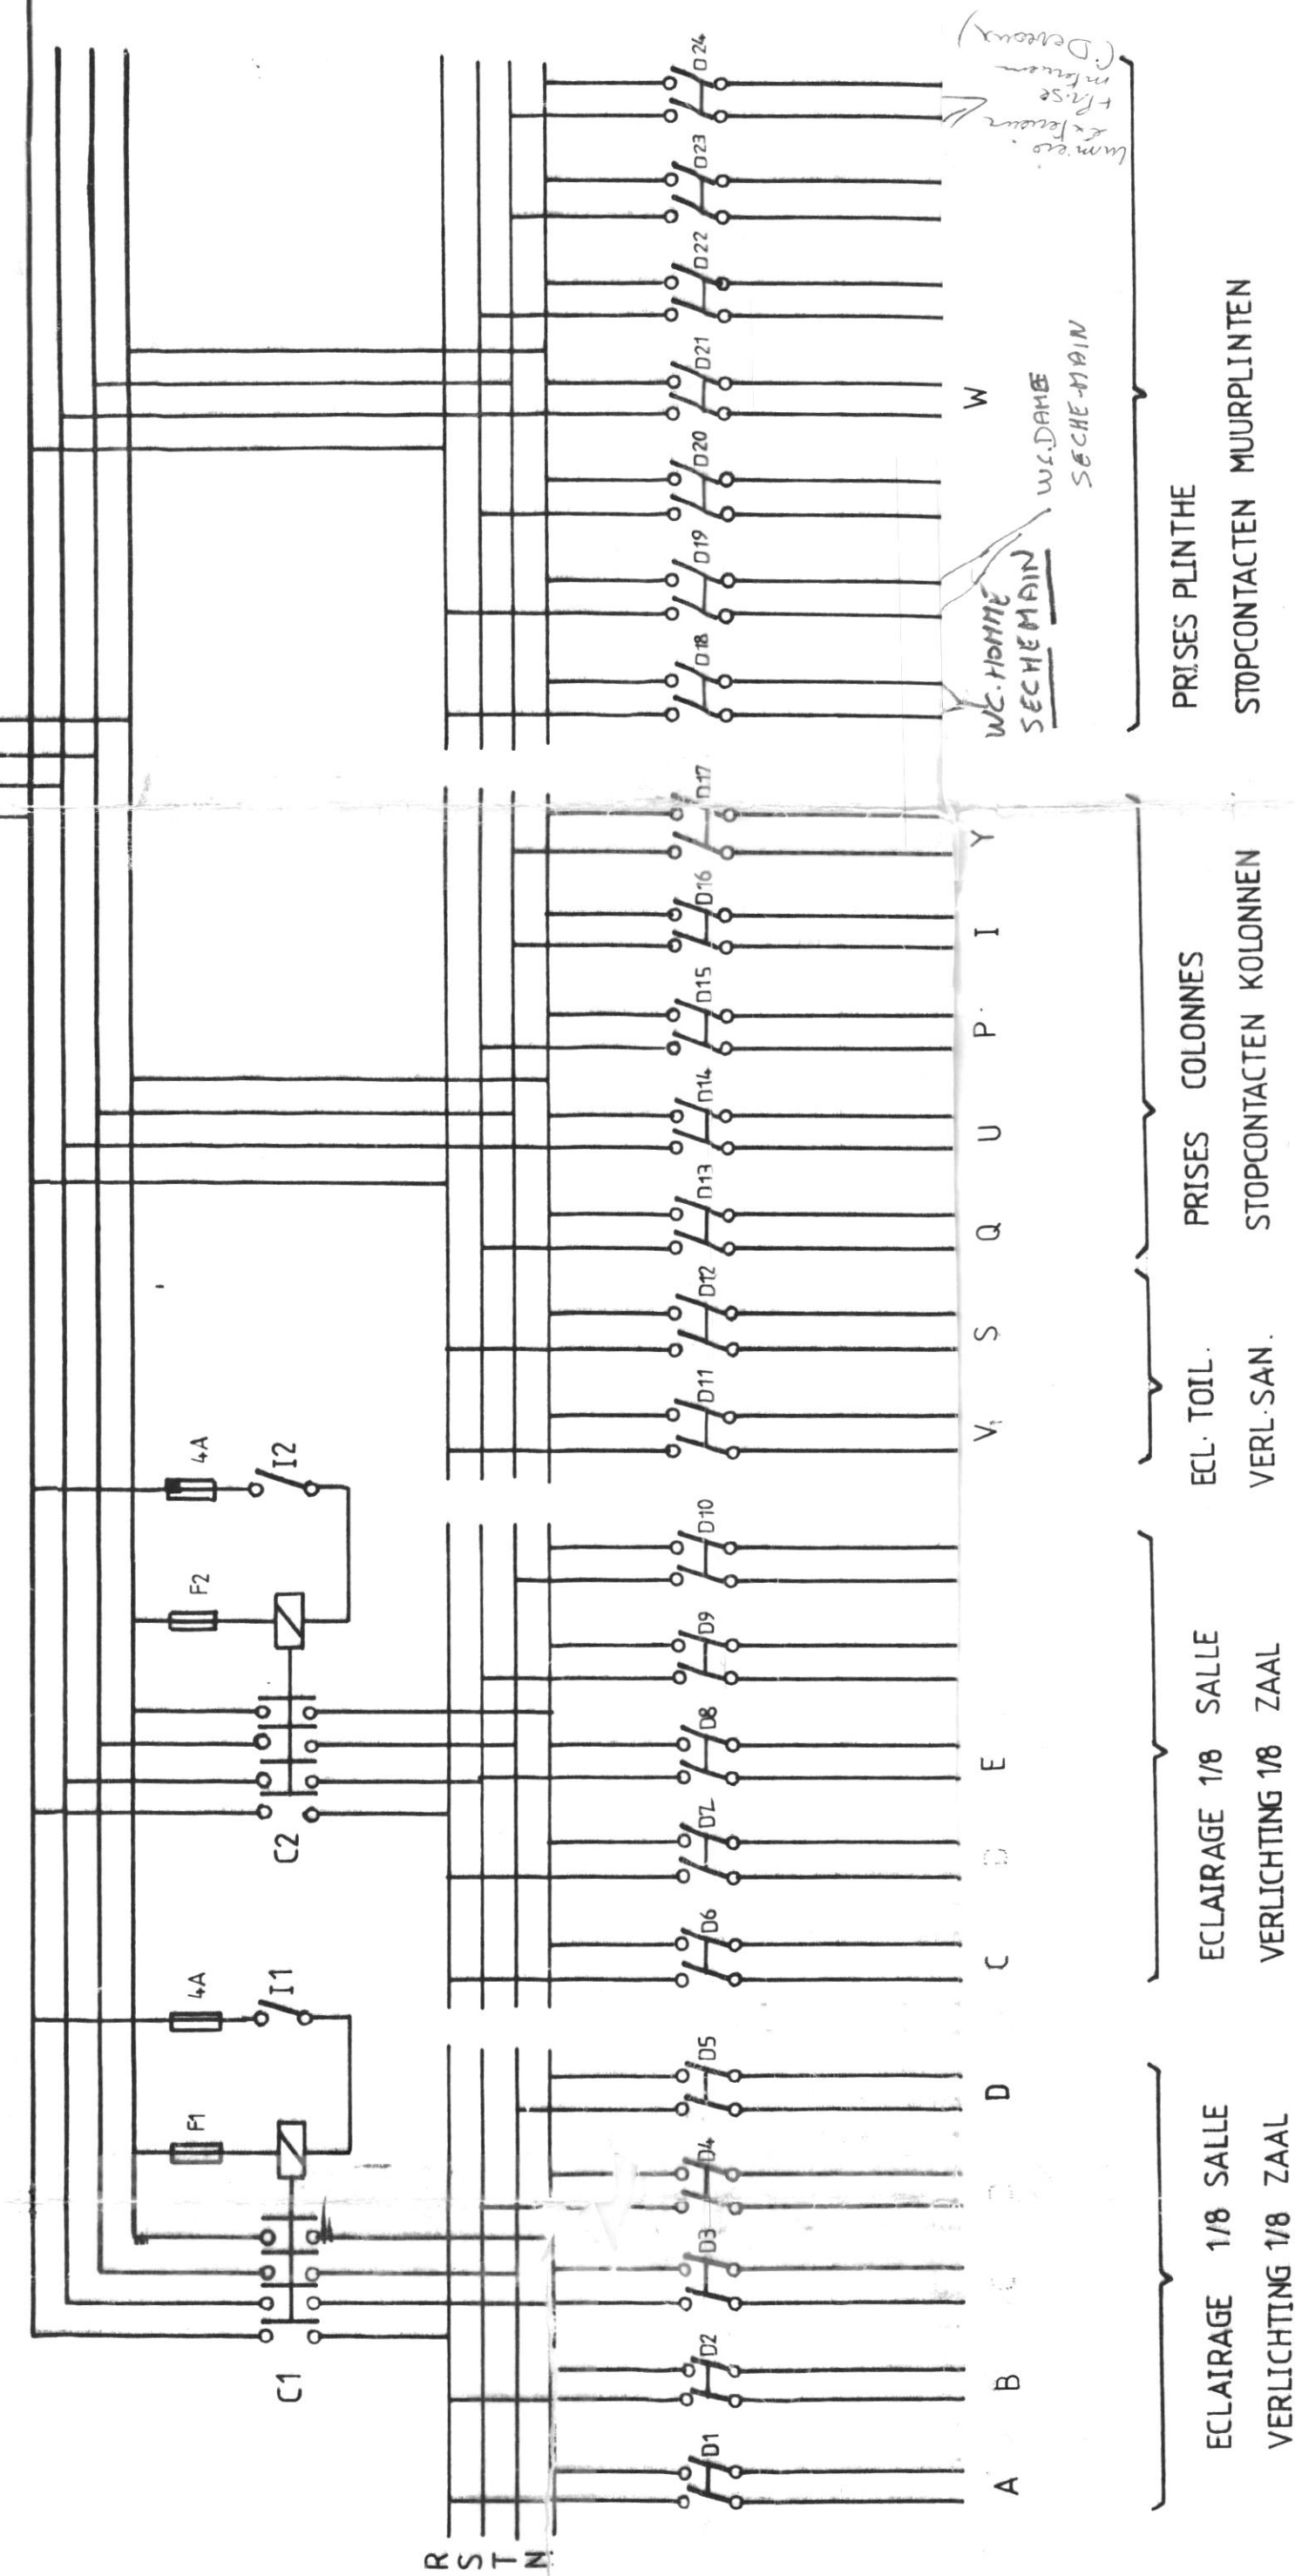 4A
4A
F1
I1
F2
I2
C1
C2
R
S
T
N
D1
D2
D3
D4
D5
D6
D7
D8
D9
D10
D11
D12
D13
D14
D15
D16
D17
D18
D19
D20
D21
D22
D23
D24
A
B
C
D
D
C
D
E
V1
S
Q
U
P
I
Y
W
WC. HOMME
SECHEMAIN
WC. DAME
SECHE-MAIN
+ Prise
ECLAIRAGE 1/8 SALLE
VERLICHTING 1/8 ZAAL
ECLAIRAGE 1/8 SALLE
VERLICHTING 1/8 ZAAL
ECL. TOIL.
VERL. SAN.
PRISES COLONNES
STOPCONTACTEN KOLONNEN
PRISES PLINTHE
STOPCONTACTEN MUURPLINTEN